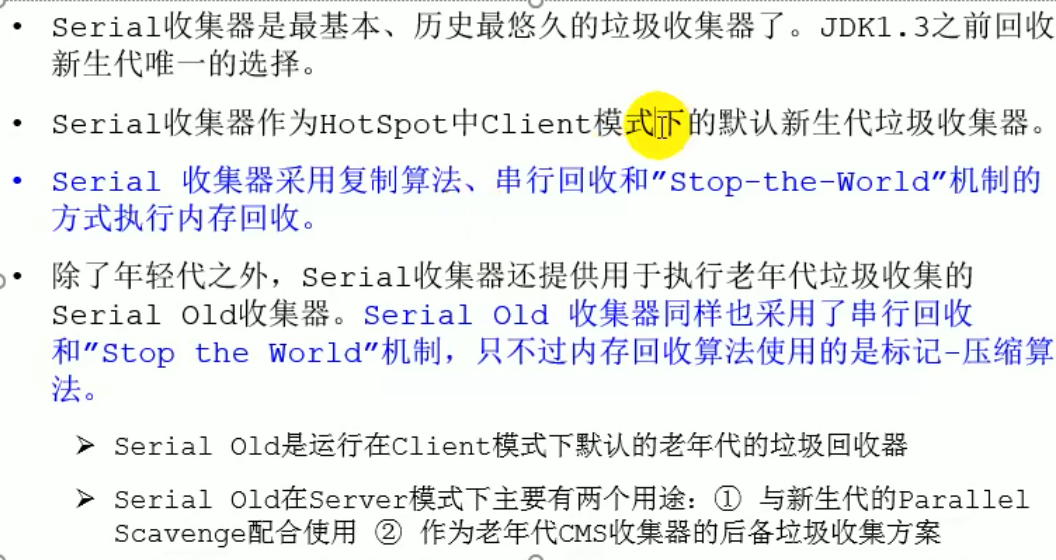 • Serial收集器是最基本、历史最悠久的垃圾收集器了。JDK1.3之前回收
新生代唯一的选择。
• Serial收集器作为HotSpot中Client模式下的默认新生代垃圾收集器。
• Serial 收集器采用复制算法、串行回收和"Stop-the-World"机制的
方式执行内存回收。
• 除了年轻代之外，Serial收集器还提供用于执行老年代垃圾收集的
Serial Old收集器。Serial Old 收集器同样也采用了串行回收
和"Stop the World"机制，只不过内存回收算法使用的是标记-压缩算
法。
➢ Serial Old是运行在Client模式下默认的老年代的垃圾回收器
➢ Serial Old在Server模式下主要有两个用途：① 与新生代的Parallel
Scavenge配合使用 ② 作为老年代CMS收集器的后备垃圾收集方案